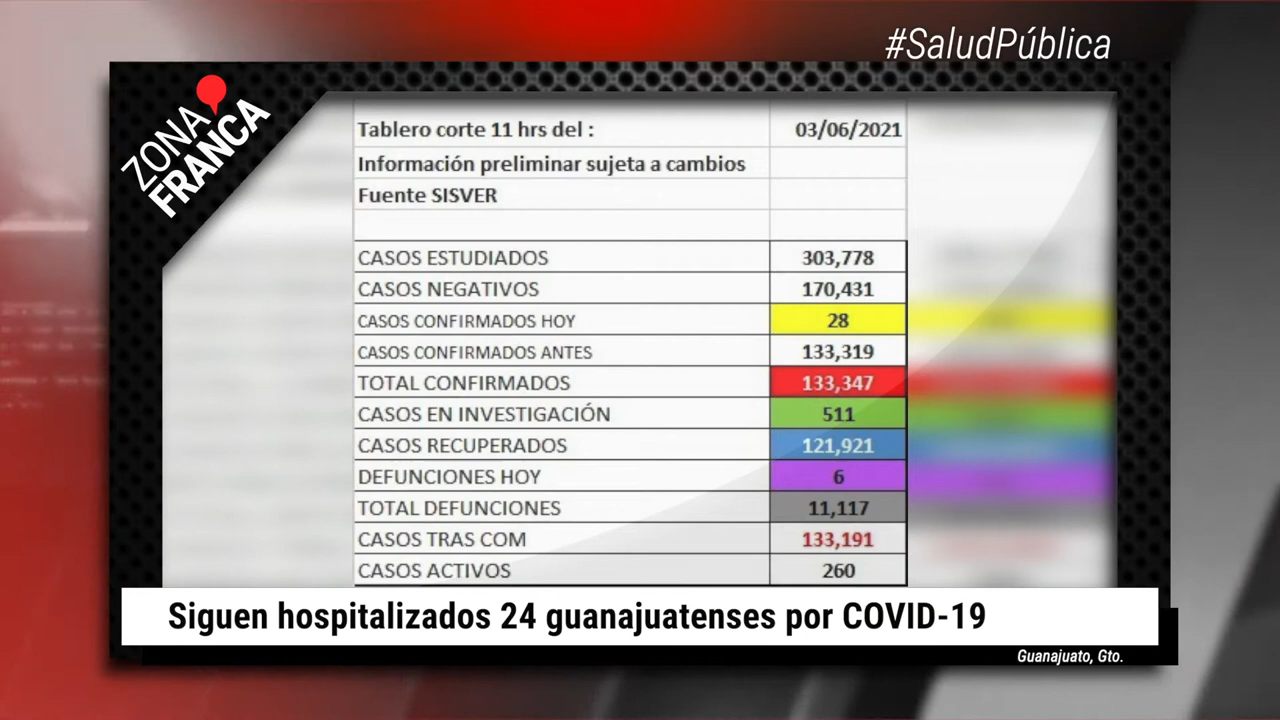 #SaludPública
ZONA
FRANCA
Tablero corte 11 hrs del : 03/06/2021
Información preliminar sujeta a cambios
Fuente SISVER
CASOS ESTUDIADOS 303,778
CASOS NEGATIVOS 170,431
CASOS CONFIRMADOS HOY 28
CASOS CONFIRMADOS ANTES 133,319
TOTAL CONFIRMADOS 133,347
CASOS EN INVESTIGACIÓN 511
CASOS RECUPERADOS 121,921
DEFUNCIONES HOY 6
TOTAL DEFUNCIONES 11,117
CASOS TRAS COM 133,191
CASOS ACTIVOS 260
Siguen hospitalizados 24 guanajuatenses por COVID-19
Guanajuato, Gto.